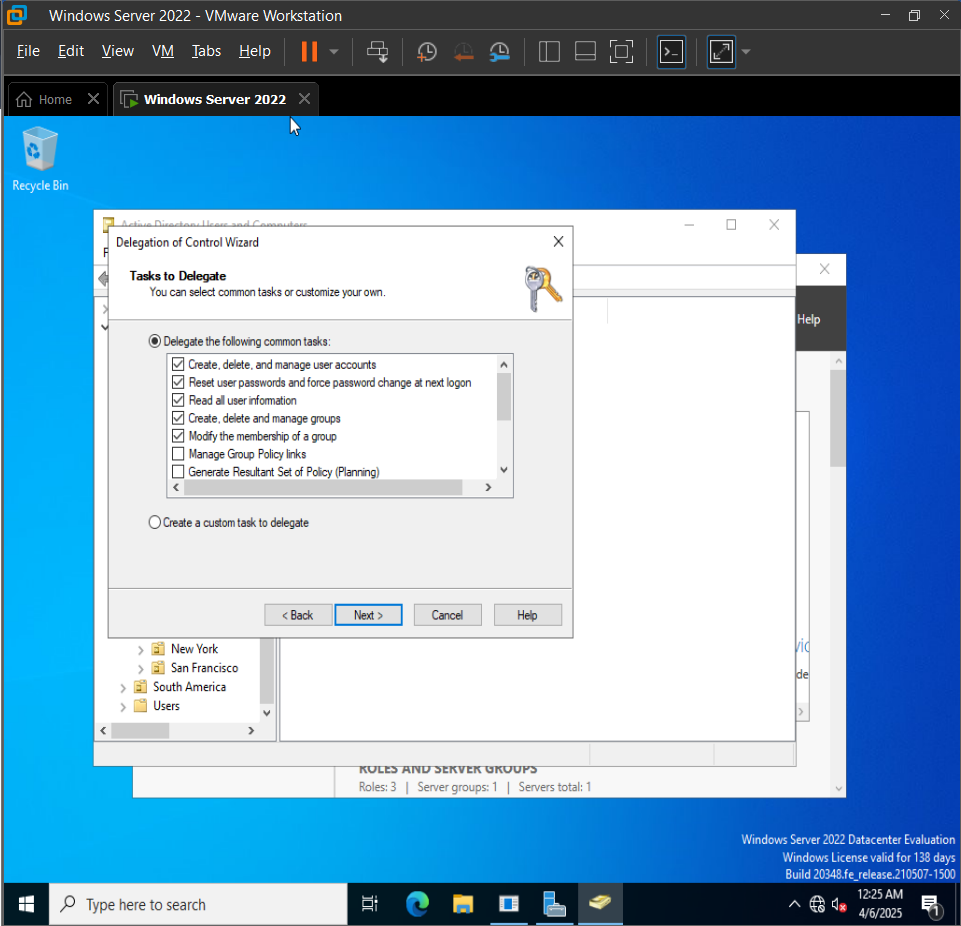 Windows Server 2022 - VMware Workstation
File Edit View VM Tabs Help
Home
Windows Server 2022
Recycle Bin
Active Directory Users and Computers
Delegation of Control Wizard
Tasks to Delegate
You can select common tasks or customize your own.
Help
Delegate the following common tasks:
Create, delete, and manage user accounts
Reset user passwords and force password change at next logon
Read all user information
Create, delete and manage groups
Modify the membership of a group
Manage Group Policy links
Generate Resultant Set of Policy (Planning)
Create a custom task to delegate
< Back
Next >
Cancel
Help
New York
San Francisco
South America
Users
ROLES AND SERVER GROUPS
Roles: 3 | Server groups: 1 | Servers total: 1
Windows Server 2022 Datacenter Evaluation
Windows License valid for 138 days
Build 20348.fe_release.210507-1500
Type here to search
12:25 AM
4/6/2025
1